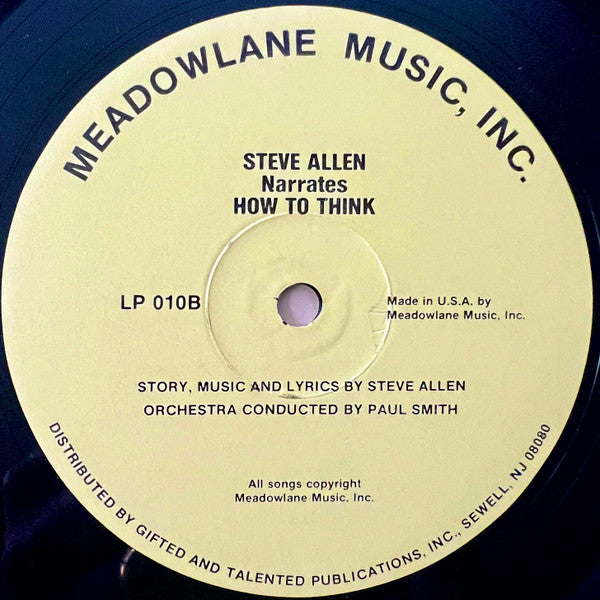 MEADOWLANE MUSIC, INC.
STEVE ALLEN
Narrates
HOW TO THINK
LP 010B
Made in U.S.A. by
Meadowlane Music, Inc.
STORY, MUSIC AND LYRICS BY STEVE ALLEN
ORCHESTRA CONDUCTED BY PAUL SMITH
All songs copyright
Meadowlane Music, Inc.
DISTRIBUTED BY GIFTED AND TALENTED PUBLICATIONS, INC., SEWELL, NJ 08080